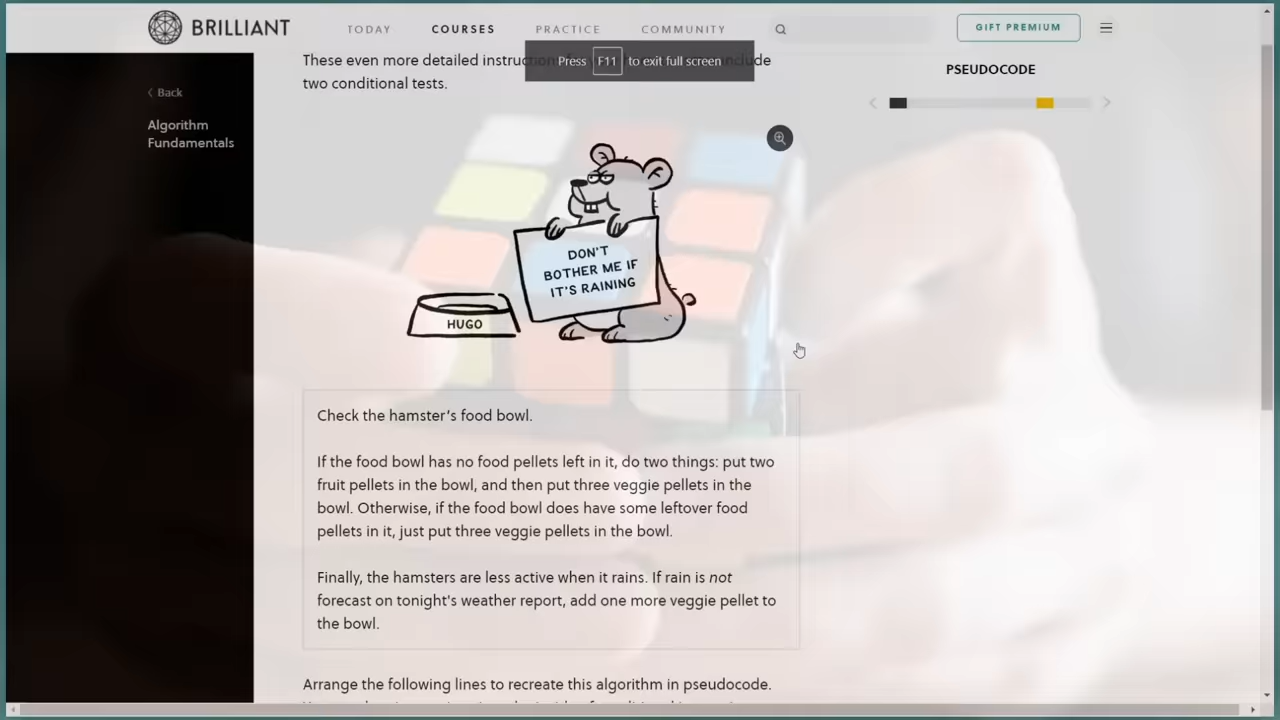 BRILLIANT
TODAY
COURSES
PRACTICE
COMMUNITY
GIFT PREMIUM
These even more detailed instruc
clude
two conditional tests.
Press F11 to exit full screen
PSEUDOCODE
Back
Algorithm
Fundamentals
DON'T
BOTHER ME IF
IT'S RAINING
HUGO
Check the hamster's food bowl.
If the food bowl has no food pellets left in it, do two things: put two
fruit pellets in the bowl, and then put three veggie pellets in the
bowl. Otherwise, if the food bowl does have some leftover food
pellets in it, just put three veggie pellets in the bowl.
Finally, the hamsters are less active when it rains. If rain is not
forecast on tonight's weather report, add one more veggie pellet to
the bowl.
Arrange the following lines to recreate this algorithm in pseudocode.